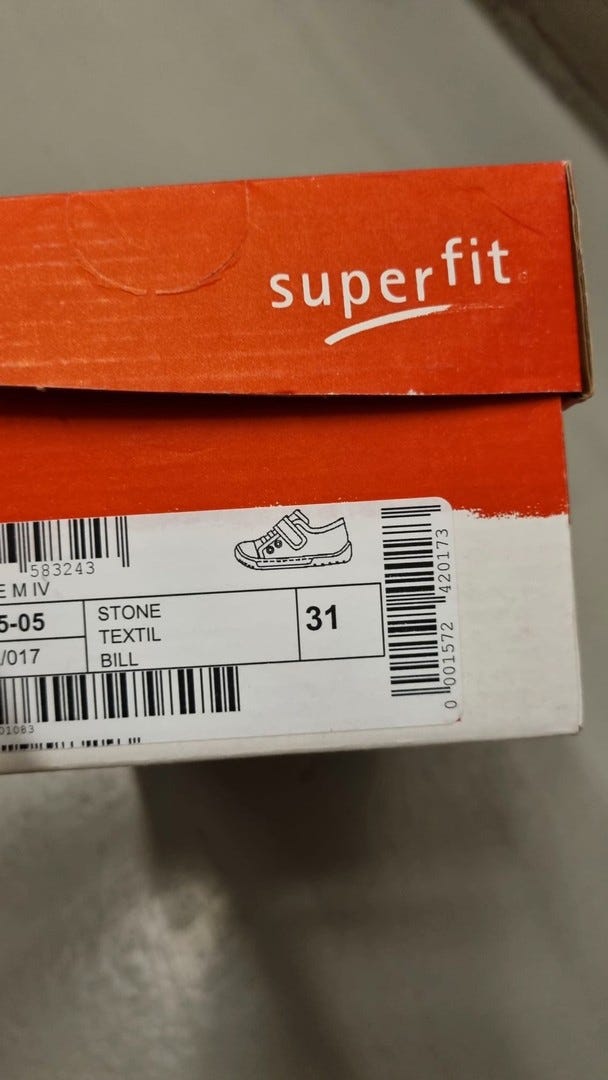 superfit
583243
E M IV
5-05
STONE
TEXTIL
BILL
31
/017
01083
0 001572 420173